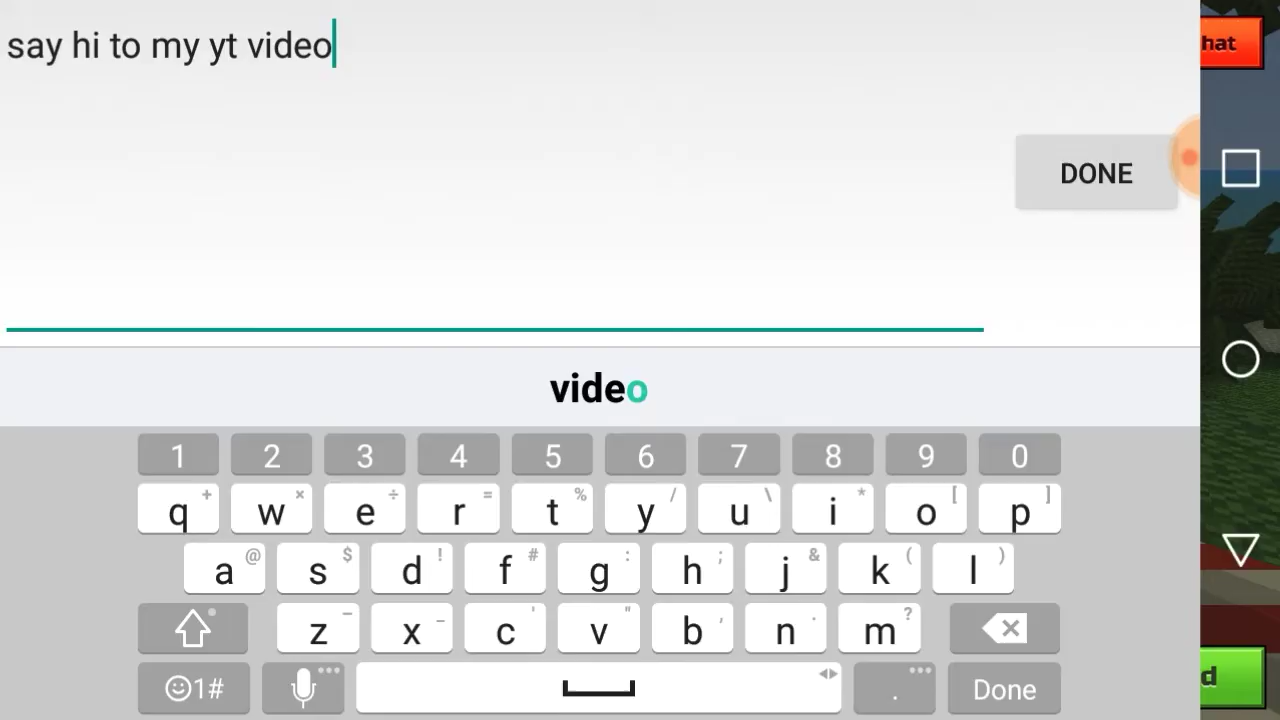 say hi to my yt video
hat
DONE
video
1 2 3 4 5 6 7 8 9 0
q + w × e ÷ r = t % y / u \ i * o [ p ]
a @ s $ d ! f # g : h ; j & k ( l )
z – x _ c ' v " b , n . m ?
d
1# . Done